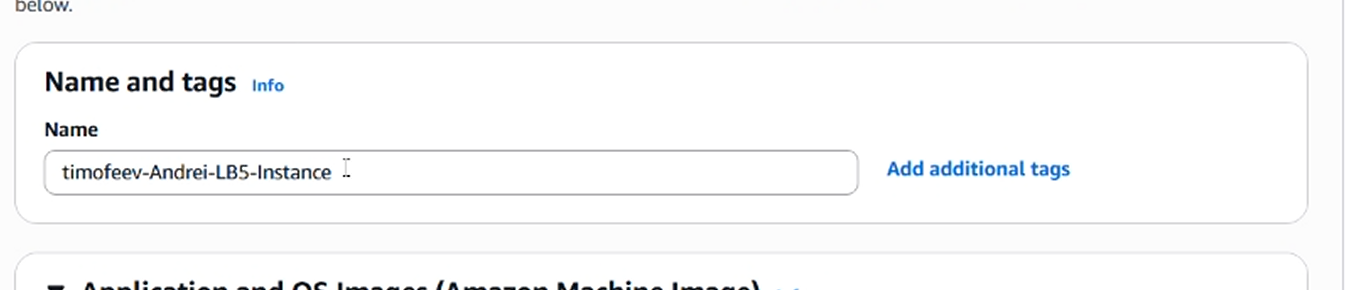 below.
Name and tags Info
Name
timofeev-Andrei-LB5-Instance
Add additional tags
Application and OS Images (Amazon Machine Image)